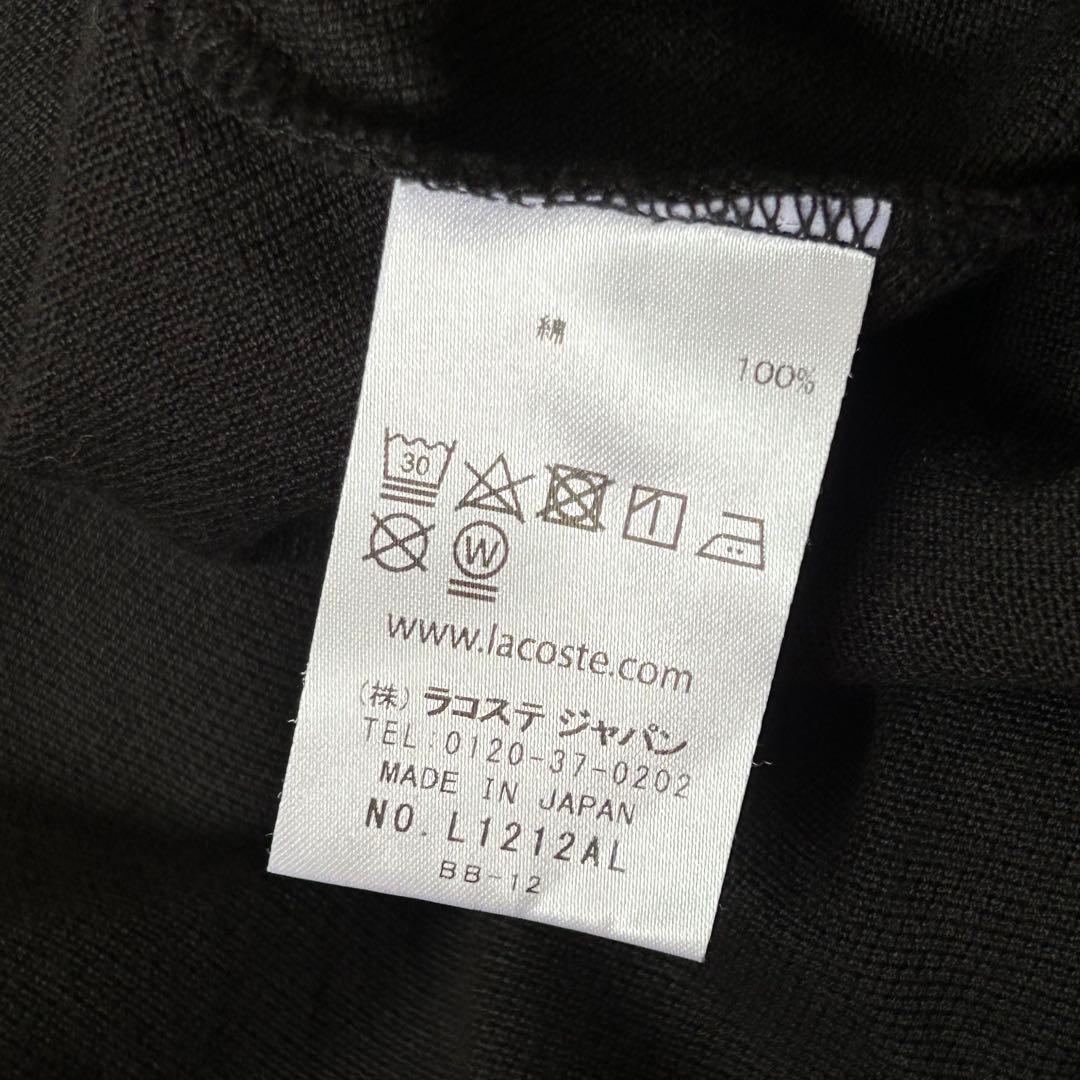 綿
100%
30
W
www.lacoste.com
(株) ラコステ ジャパン
TEL:0120-37-0202
MADE IN JAPAN
NO. L1212AL
BB-12